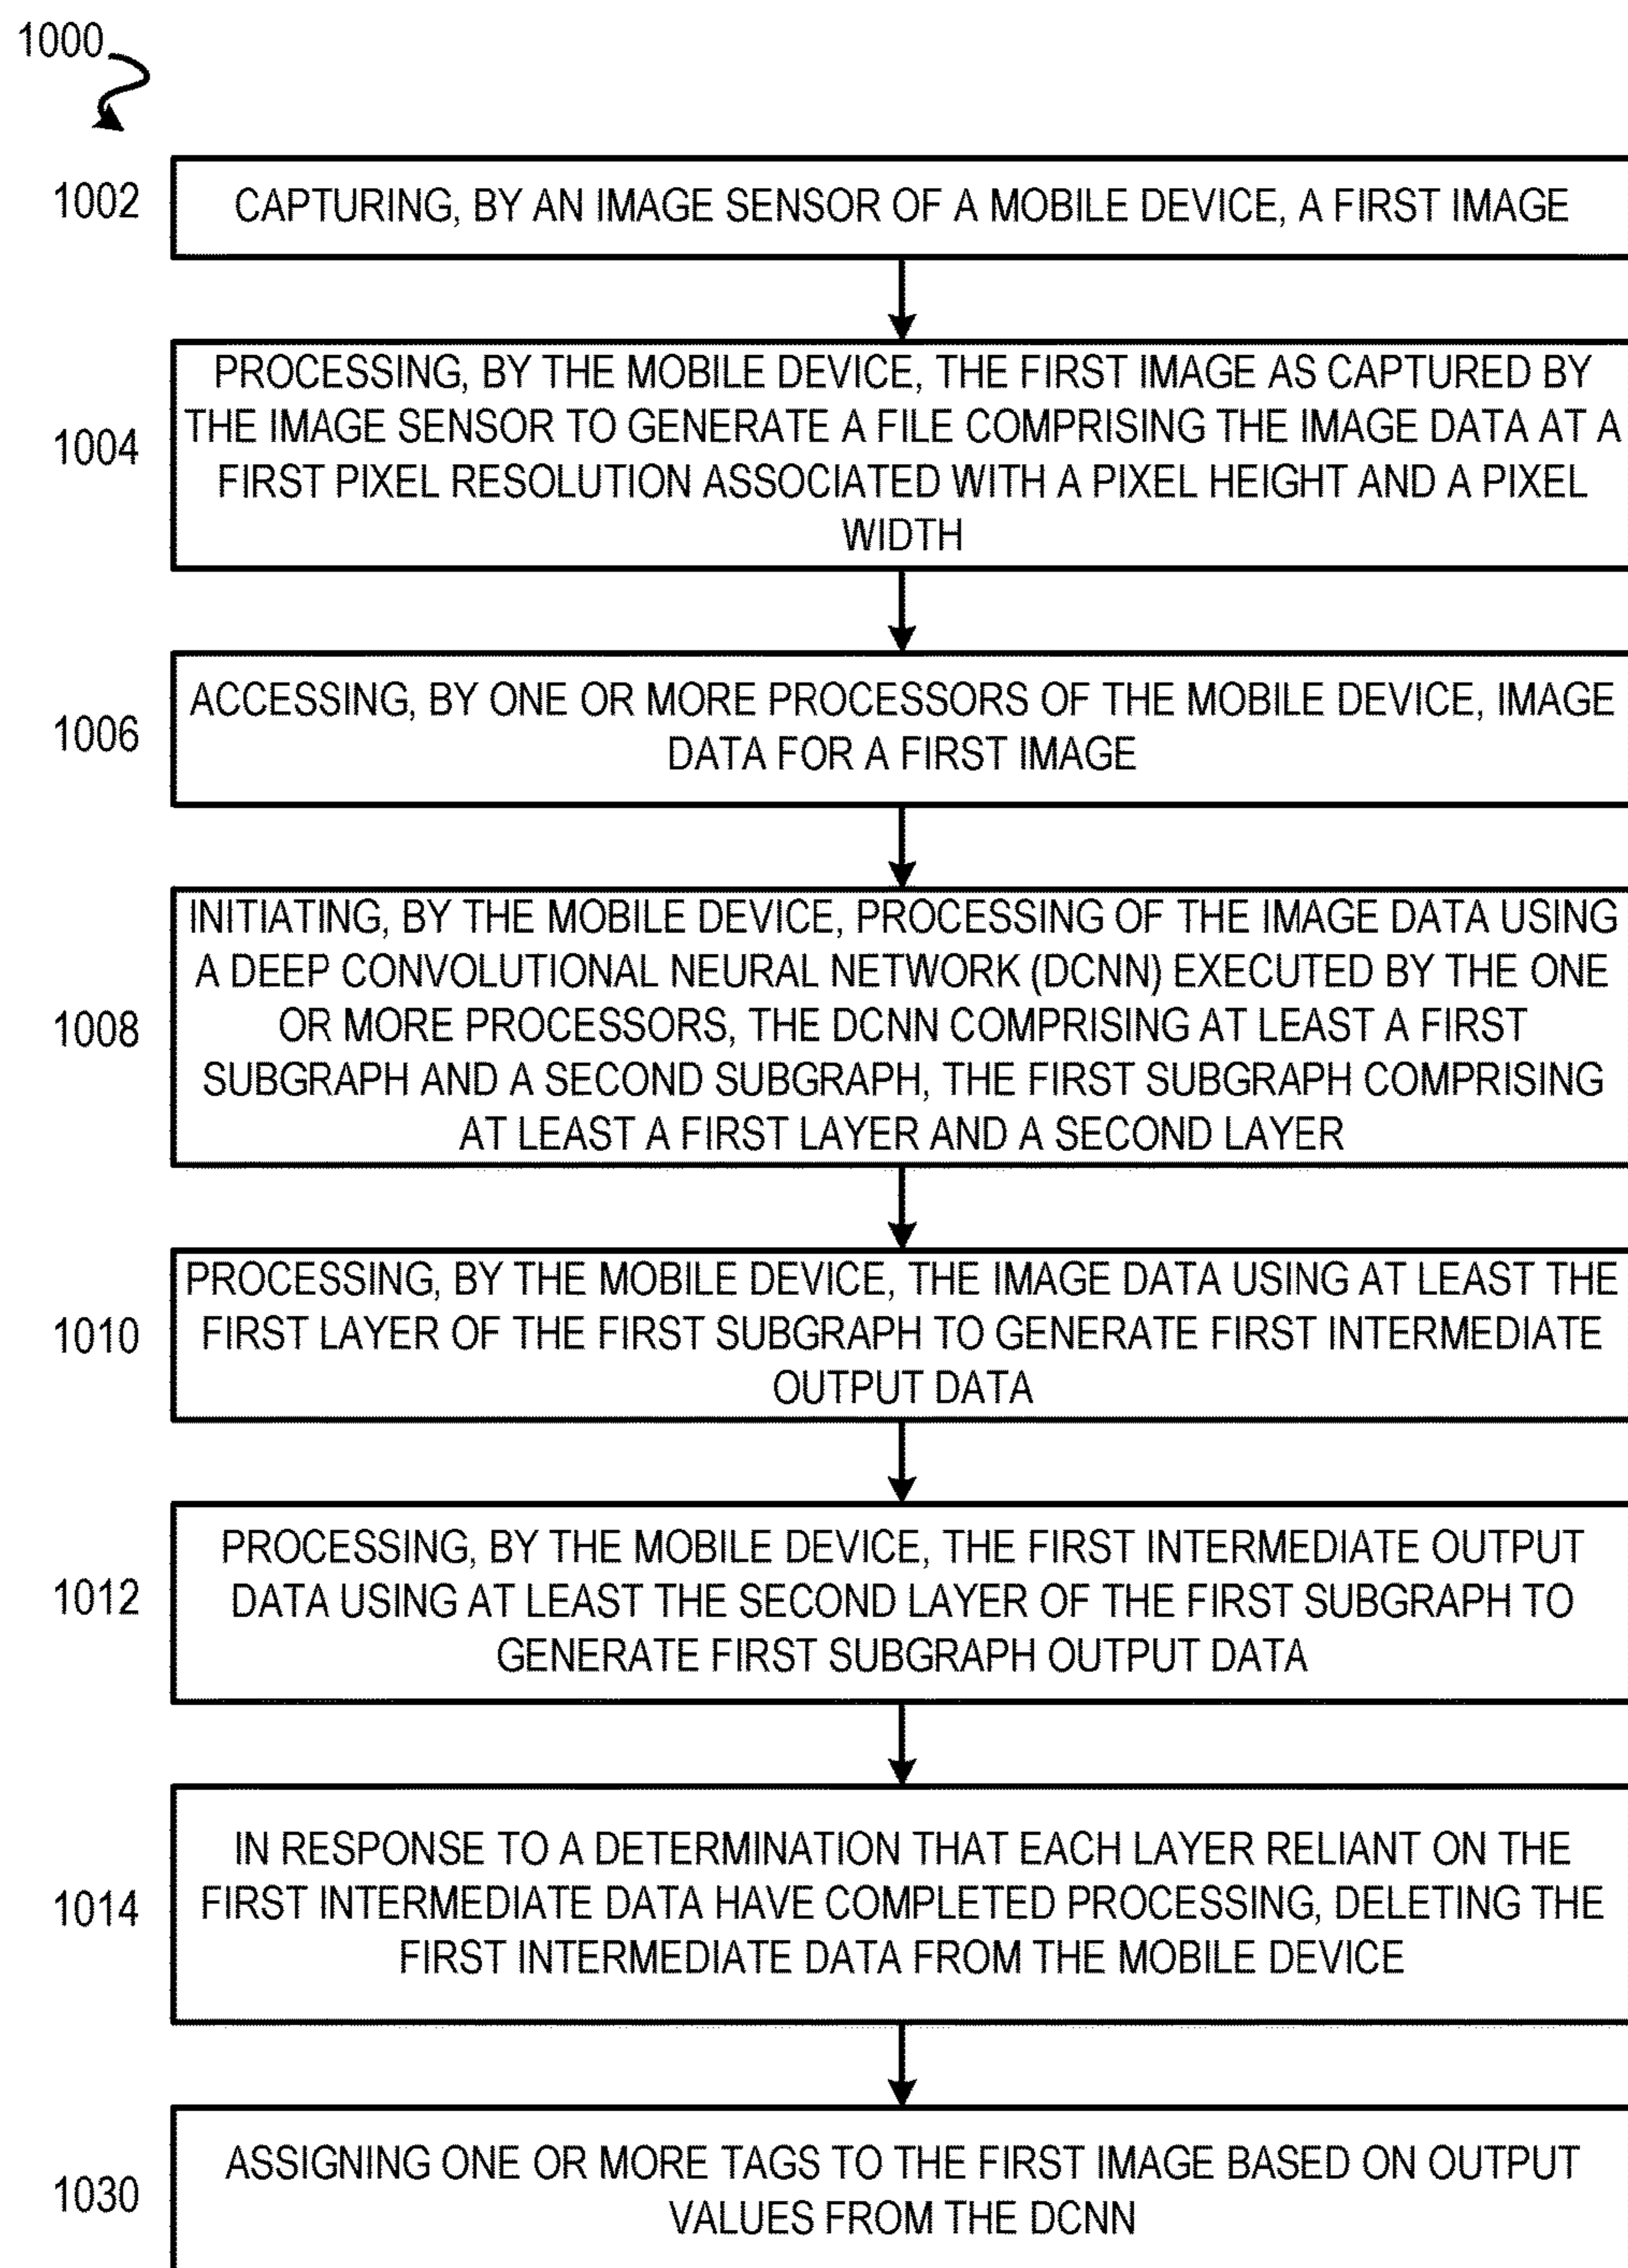 1000
1002
CAPTURING, BY AN IMAGE SENSOR OF A MOBILE DEVICE, A FIRST IMAGE
1004
PROCESSING, BY THE MOBILE DEVICE, THE FIRST IMAGE AS CAPTURED BY
THE IMAGE SENSOR TO GENERATE A FILE COMPRISING THE IMAGE DATA AT A
FIRST PIXEL RESOLUTION ASSOCIATED WITH A PIXEL HEIGHT AND A PIXEL
WIDTH
1006
ACCESSING, BY ONE OR MORE PROCESSORS OF THE MOBILE DEVICE, IMAGE
DATA FOR A FIRST IMAGE
1008
INITIATING, BY THE MOBILE DEVICE, PROCESSING OF THE IMAGE DATA USING
A DEEP CONVOLUTIONAL NEURAL NETWORK (DCNN) EXECUTED BY THE ONE
OR MORE PROCESSORS, THE DCNN COMPRISING AT LEAST A FIRST
SUBGRAPH AND A SECOND SUBGRAPH, THE FIRST SUBGRAPH COMPRISING
AT LEAST A FIRST LAYER AND A SECOND LAYER
1010
PROCESSING, BY THE MOBILE DEVICE, THE IMAGE DATA USING AT LEAST THE
FIRST LAYER OF THE FIRST SUBGRAPH TO GENERATE FIRST INTERMEDIATE
OUTPUT DATA
1012
PROCESSING, BY THE MOBILE DEVICE, THE FIRST INTERMEDIATE OUTPUT
DATA USING AT LEAST THE SECOND LAYER OF THE FIRST SUBGRAPH TO
GENERATE FIRST SUBGRAPH OUTPUT DATA
1014
IN RESPONSE TO A DETERMINATION THAT EACH LAYER RELIANT ON THE
FIRST INTERMEDIATE DATA HAVE COMPLETED PROCESSING, DELETING THE
FIRST INTERMEDIATE DATA FROM THE MOBILE DEVICE
1030
ASSIGNING ONE OR MORE TAGS TO THE FIRST IMAGE BASED ON OUTPUT
VALUES FROM THE DCNN